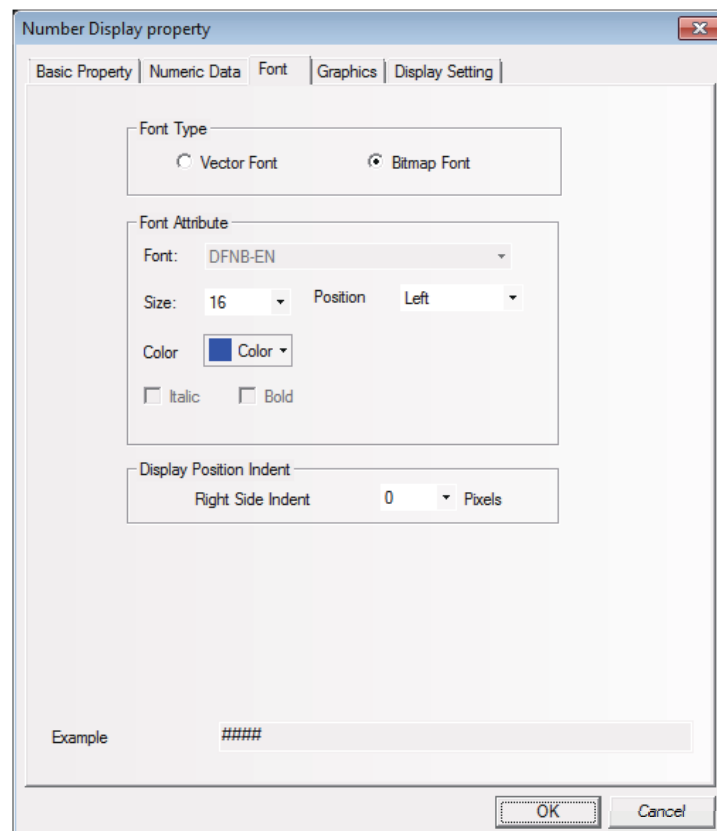 Number Display property
Basic Property Numeric Data Font Graphics Display Setting
Font Type
Vector Font Bitmap Font
Font Attribute
Font: DFNB-EN
Size: 16 Position Left
Color Color
Italic Bold
Display Position Indent
Right Side Indent 0 Pixels
Example ####
OK Cancel